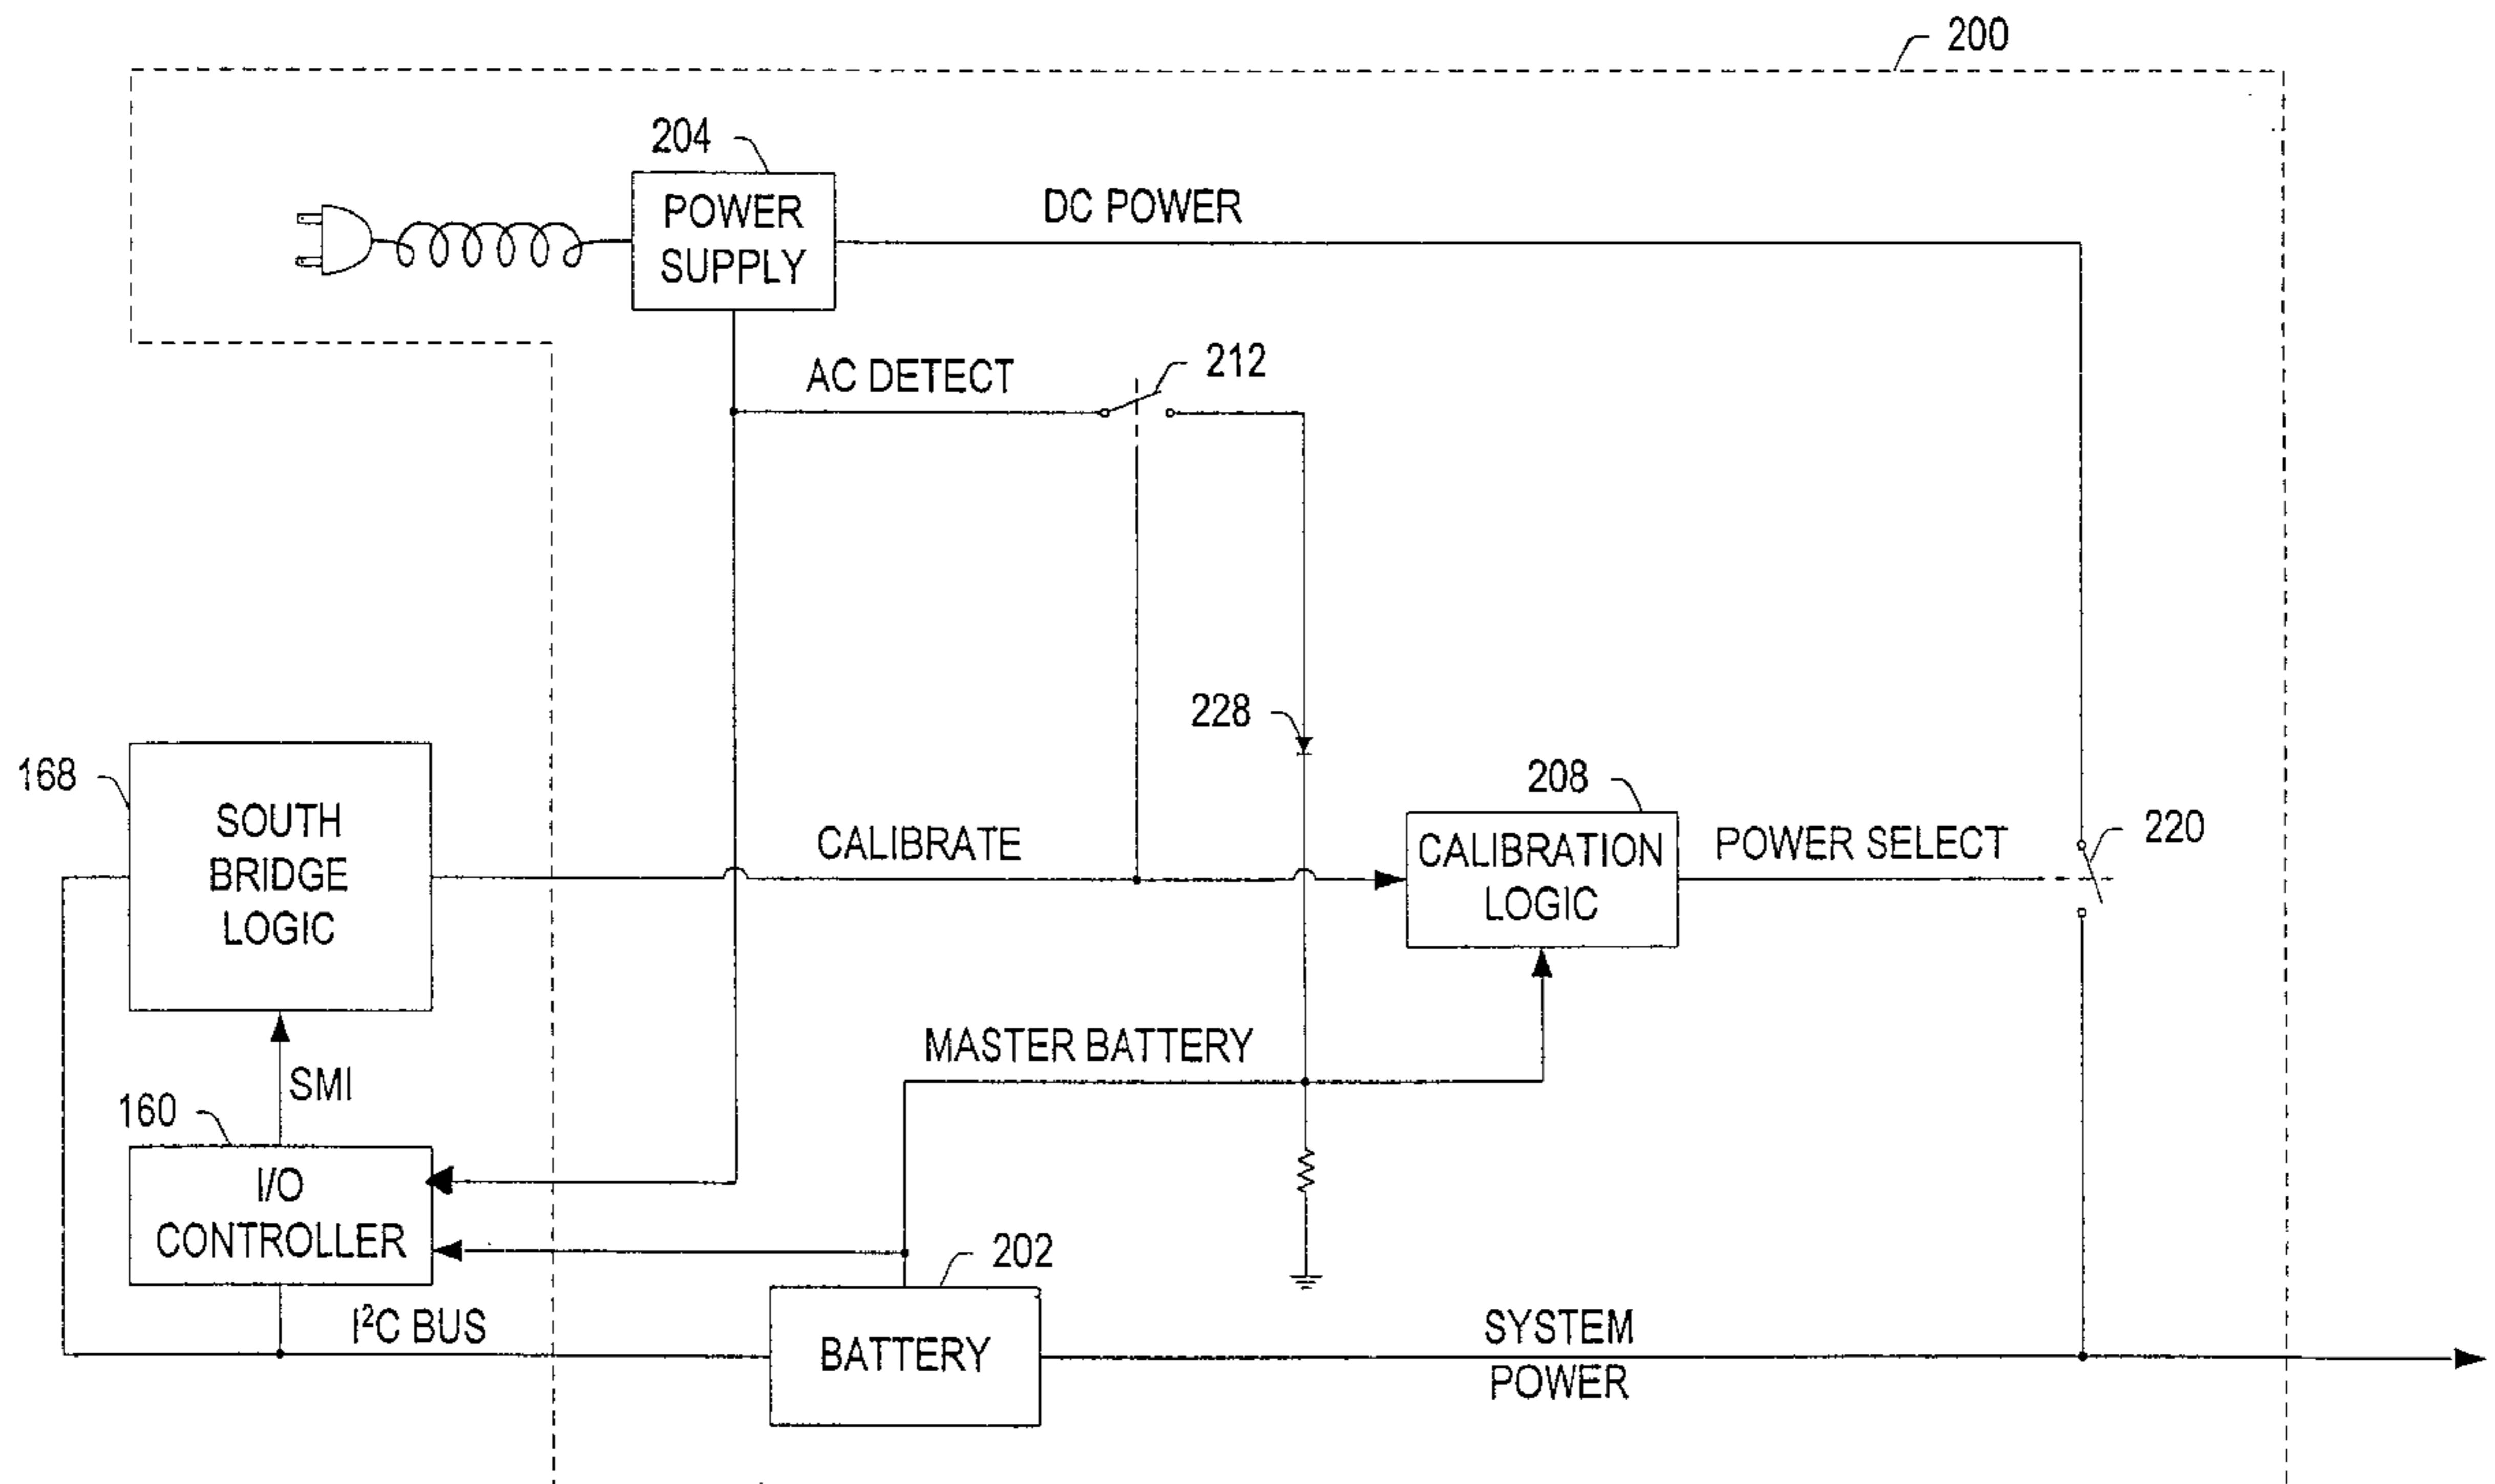 200
204
POWER
SUPPLY
DC POWER
AC DETECT
212
228
168
SOUTH
BRIDGE
LOGIC
CALIBRATE
208
CALIBRATION
LOGIC
POWER SELECT
220
MASTER BATTERY
SMI
160
I/O
CONTROLLER
202
I²C BUS
BATTERY
SYSTEM
POWER